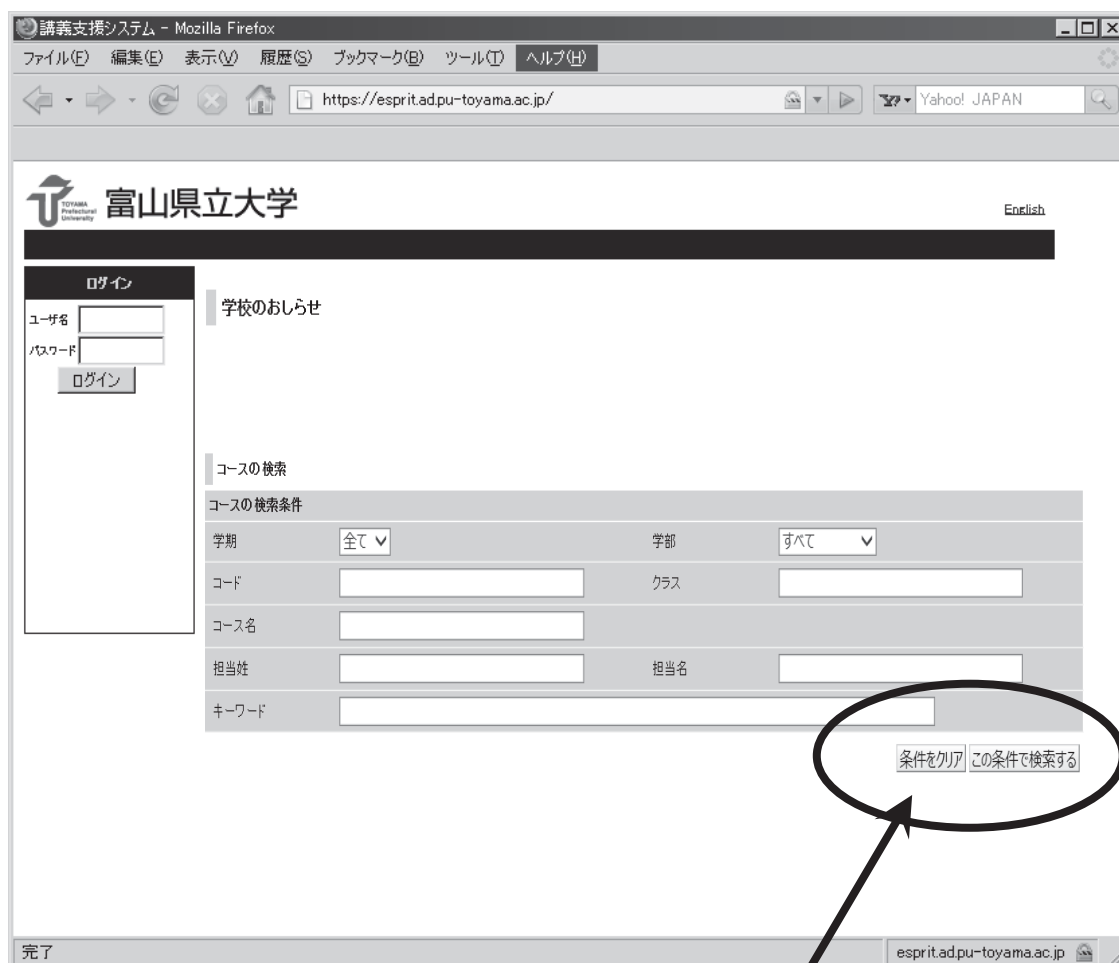 講義支援システム - Mozilla Firefox
ファイル(F) 編集(E) 表示(V) 履歴(S) ブックマーク(B) ツール(T) ヘルプ(H)
https://esprit.ad.pu-toyama.ac.jp/ Yahoo! JAPAN
TOYAMA Prefectural University 富山県立大学
English
ログイン
ユーザ名
パスワード
ログイン
学校のおしらせ
コースの検索
コースの検索条件
学期 全て 学部 すべて
コード クラス
コース名
担当姓 担当名
キーワード
条件をクリア この条件で検索する
完了 esprit.ad.pu-toyama.ac.jp